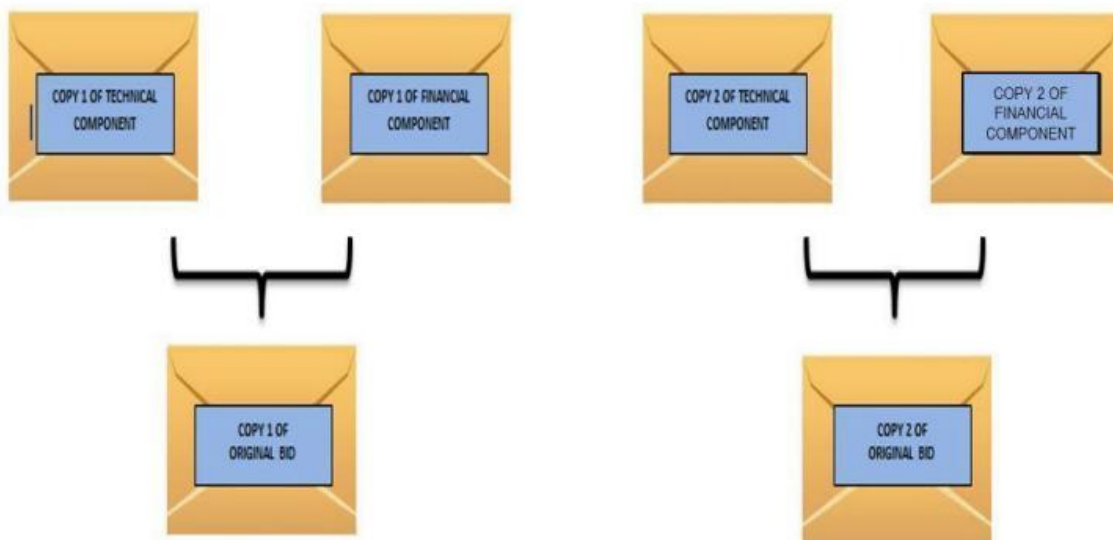 COPY 1 OF TECHNICAL
COMPONENT
COPY 1 OF FINANCIAL
COMPONENT
COPY 2 OF TECHNICAL
COMPONENT
COPY 2 OF
FINANCIAL
COMPONENT
COPY 1 OF
ORIGINAL BID
COPY 2 OF
ORIGINAL BID